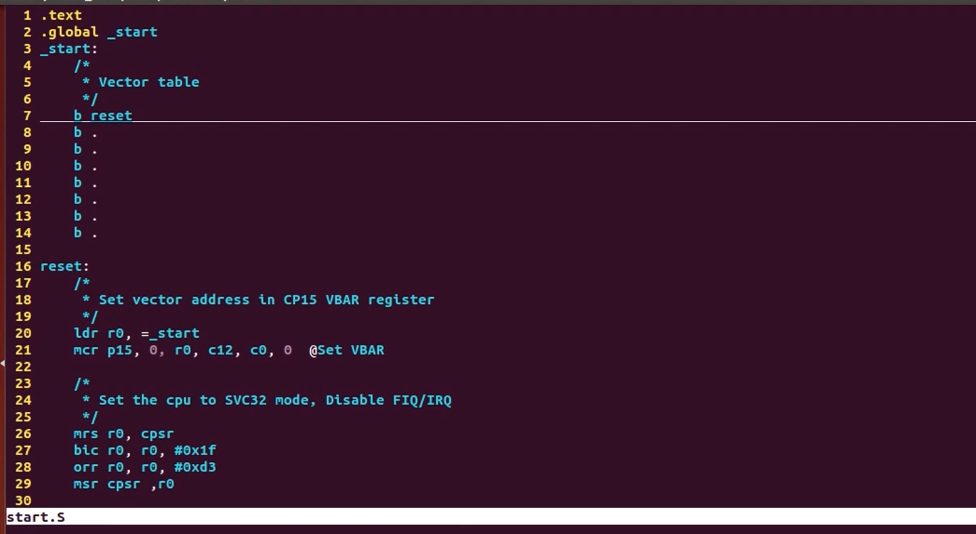 1 .text
2 .global _start
3 _start:
4     /*
5      * Vector table
6      */
7     b reset
8     b .
9     b .
10     b .
11     b .
12     b .
13     b .
14     b .
15
16 reset:
17     /*
18      * Set vector address in CP15 VBAR register
19      */
20     ldr r0, =_start
21     mcr p15, 0, r0, c12, c0, 0  @Set VBAR
22
23     /*
24      * Set the cpu to SVC32 mode, Disable FIQ/IRQ
25      */
26     mrs r0, cpsr
27     bic r0, r0, #0x1f
28     orr r0, r0, #0xd3
29     msr cpsr ,r0
30
start.S